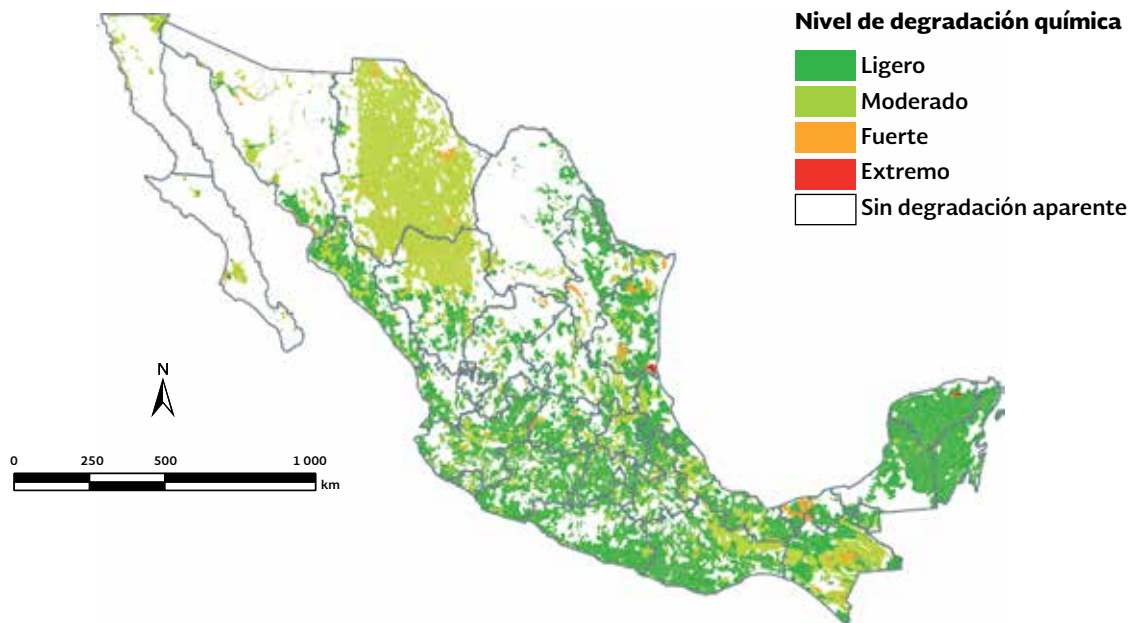 Nivel de degradación química
Ligero
Moderado
Fuerte
Extremo
Sin degradación aparente
N
0 250 500 1 000
km